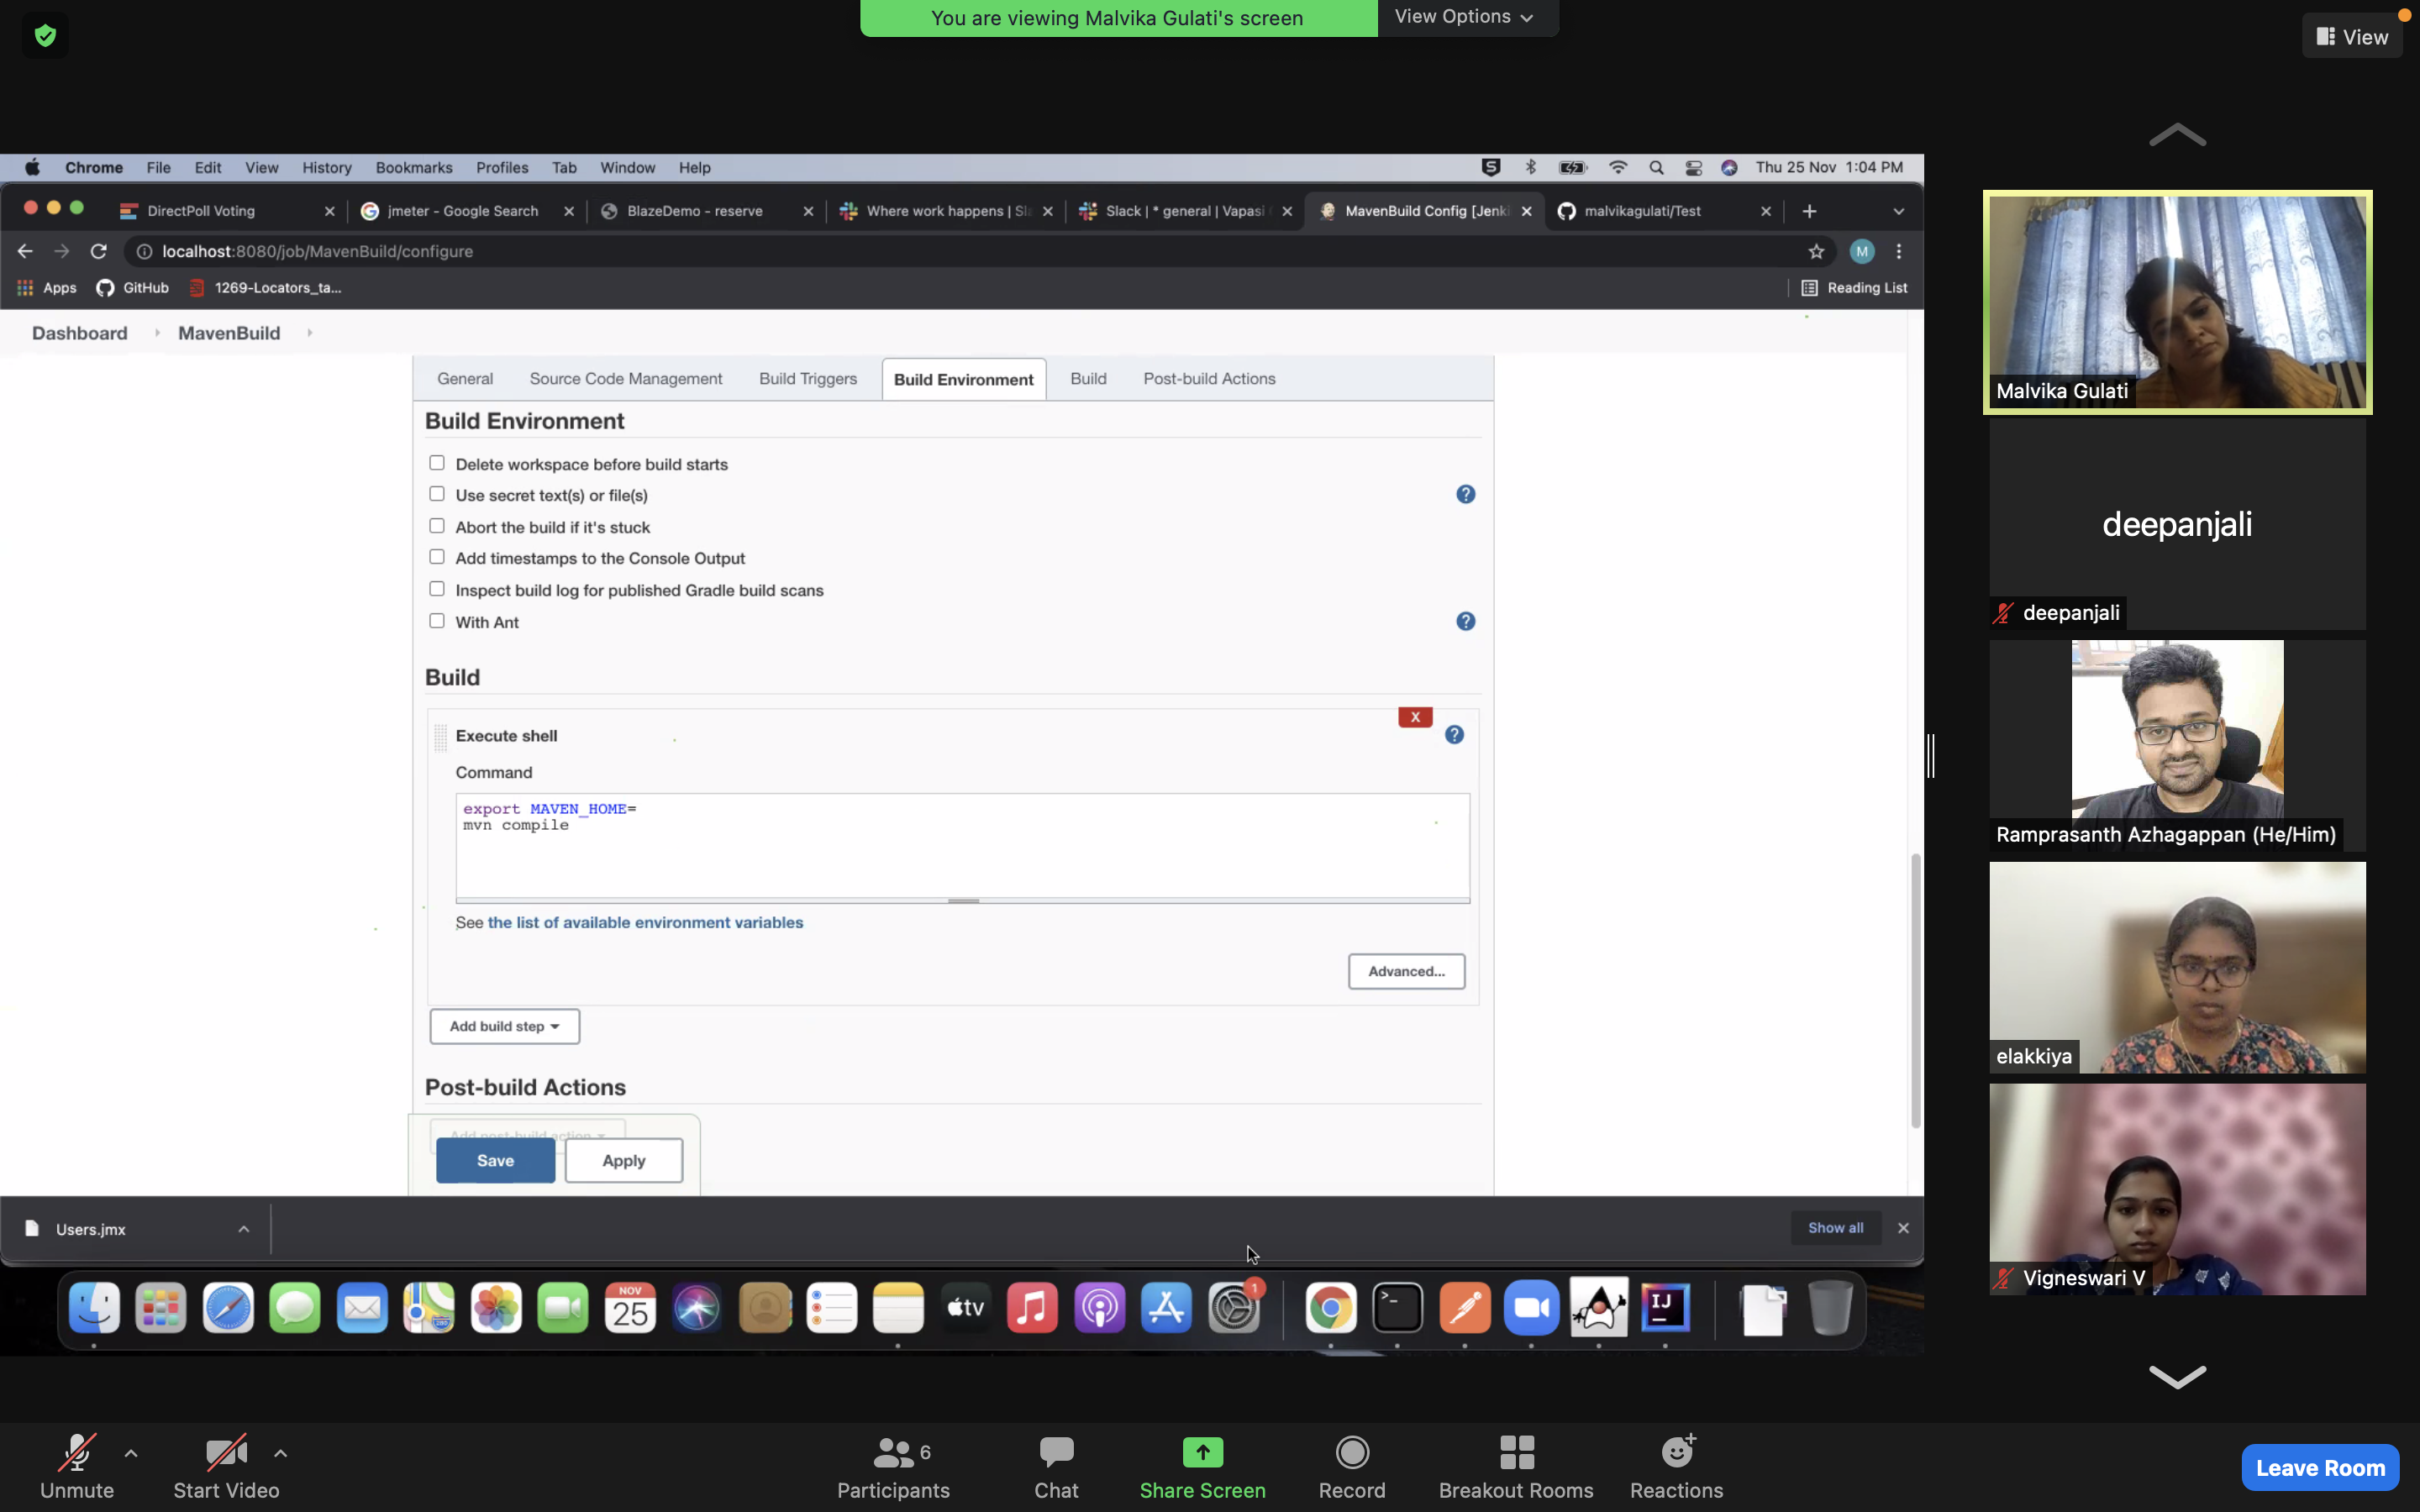 You are viewing Malvika Gulati's screen
View Options
View
Chrome File Edit View History Bookmarks Profiles Tab Window Help
Thu 25 Nov 1:04 PM
DirectPoll Voting
jmeter - Google Search
BlazeDemo - reserve
Where work happens | Sl
Slack | * general | Vapasi
MavenBuild Config [Jenki
malvikagulati/Test
localhost:8080/job/MavenBuild/configure
M
Apps
GitHub
1269-Locators_ta...
Reading List
Dashboard
MavenBuild
General
Source Code Management
Build Triggers
Build Environment
Build
Post-build Actions
Build Environment
Delete workspace before build starts
Use secret text(s) or file(s)
Abort the build if it's stuck
Add timestamps to the Console Output
Inspect build log for published Gradle build scans
With Ant
Build
X
Execute shell
Command
export MAVEN_HOME=
mvn compile
See the list of available environment variables
Advanced...
Add build step
Post-build Actions
Add post-build action
Save
Apply
Users.jmx
Show all
NOV
25
tv
1
IJ
Malvika Gulati
deepanjali
deepanjali
Ramprasanth Azhagappan (He/Him)
elakkiya
Vigneswari V
Unmute
Start Video
6
Participants
Chat
Share Screen
Record
Breakout Rooms
Reactions
Leave Room